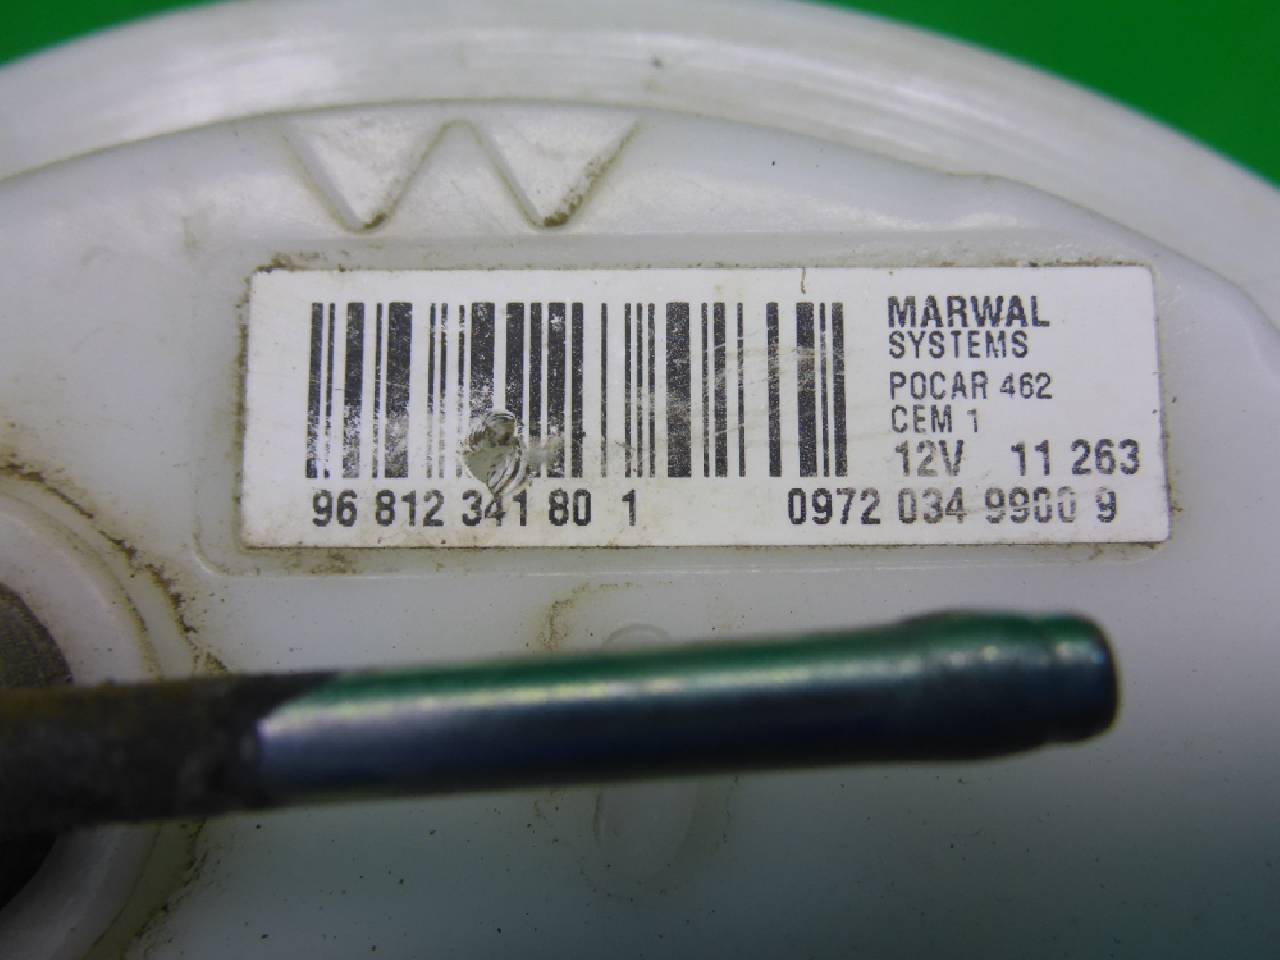 MARWAL
SYSTEMS
POCAR 462
CEM 1
12V 11 263
96 812 341 80 1 0972 034 9900 9